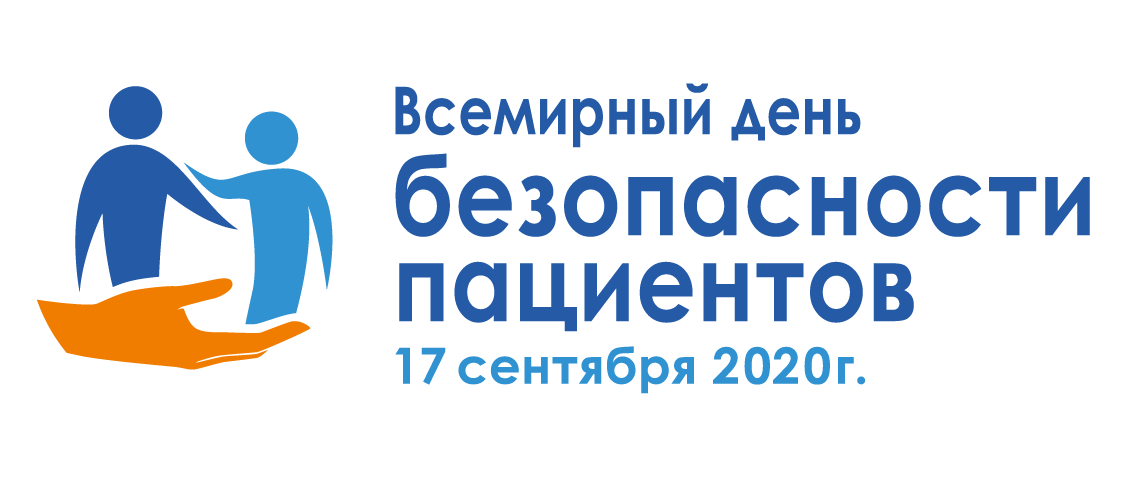 Всемирный день
безопасности
пациентов
17 сентября 2020г.